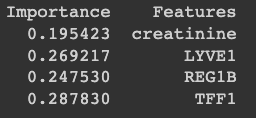 Importance Features
0.195423 creatinine
0.269217 LYVE1
0.247530 REG1B
0.287830 TFF1